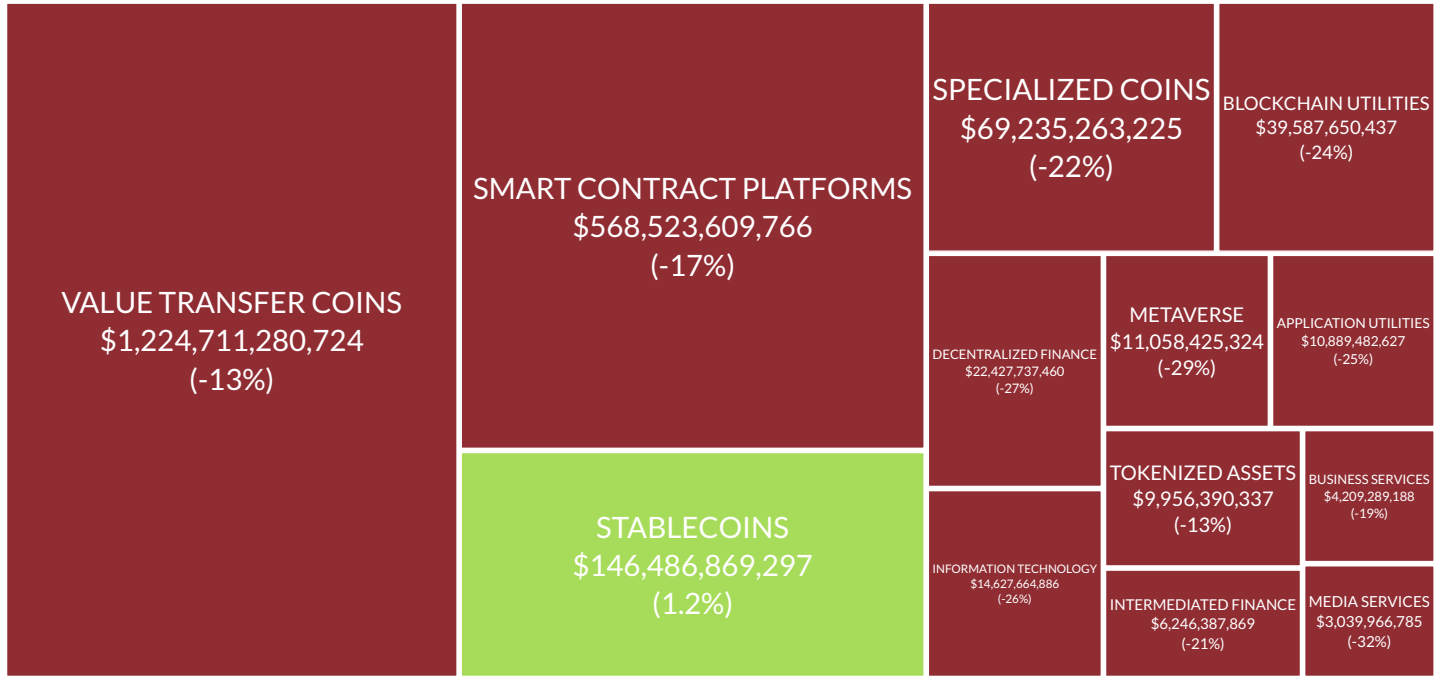 VALUE TRANSFER COINS
$1,224,711,280,724
(-13%)
SMART CONTRACT PLATFORMS
$568,523,609,766
(-17%)
STABLECOINS
$146,486,869,297
(1.2%)
SPECIALIZED COINS
$69,235,263,225
(-22%)
BLOCKCHAIN UTILITIES
$39,587,650,437
(-24%)
DECENTRALIZED FINANCE
$22,427,737,460
(-27%)
METAVERSE
$11,058,425,324
(-29%)
APPLICATION UTILITIES
$10,889,482,627
(-25%)
INFORMATION TECHNOLOGY
$14,627,664,886
(-26%)
TOKENIZED ASSETS
$9,956,390,337
(-13%)
BUSINESS SERVICES
$4,209,289,188
(-19%)
INTERMEDIATED FINANCE
$6,246,387,869
(-21%)
MEDIA SERVICES
$3,039,966,785
(-32%)